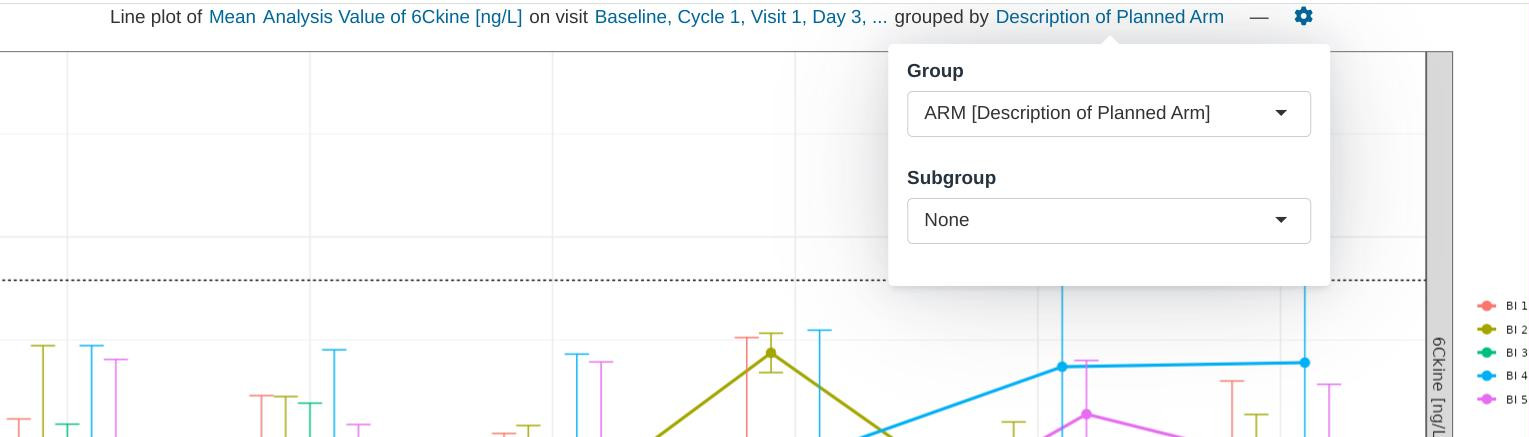 Line plot of Mean Analysis Value of 6Ckine [ng/L] on visit Baseline, Cycle 1, Visit 1, Day 3, ... grouped by Description of Planned Arm —
Group
ARM [Description of Planned Arm]
Subgroup
None
BI 1
BI 2
BI 3
BI 4
BI 5
6Ckine [ng/L